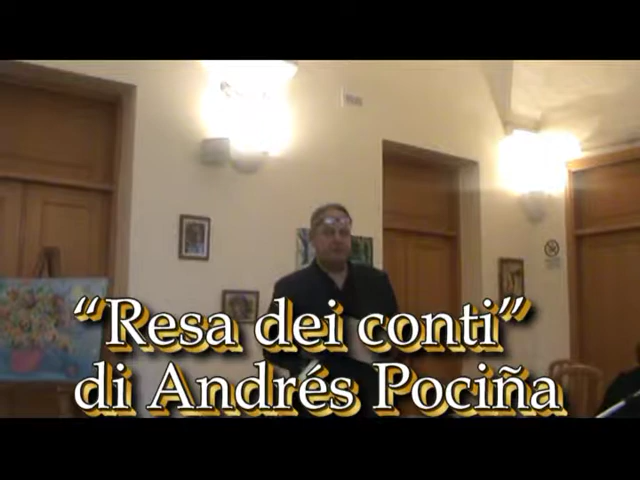 “Resa dei conti”
di Andrés Pociña